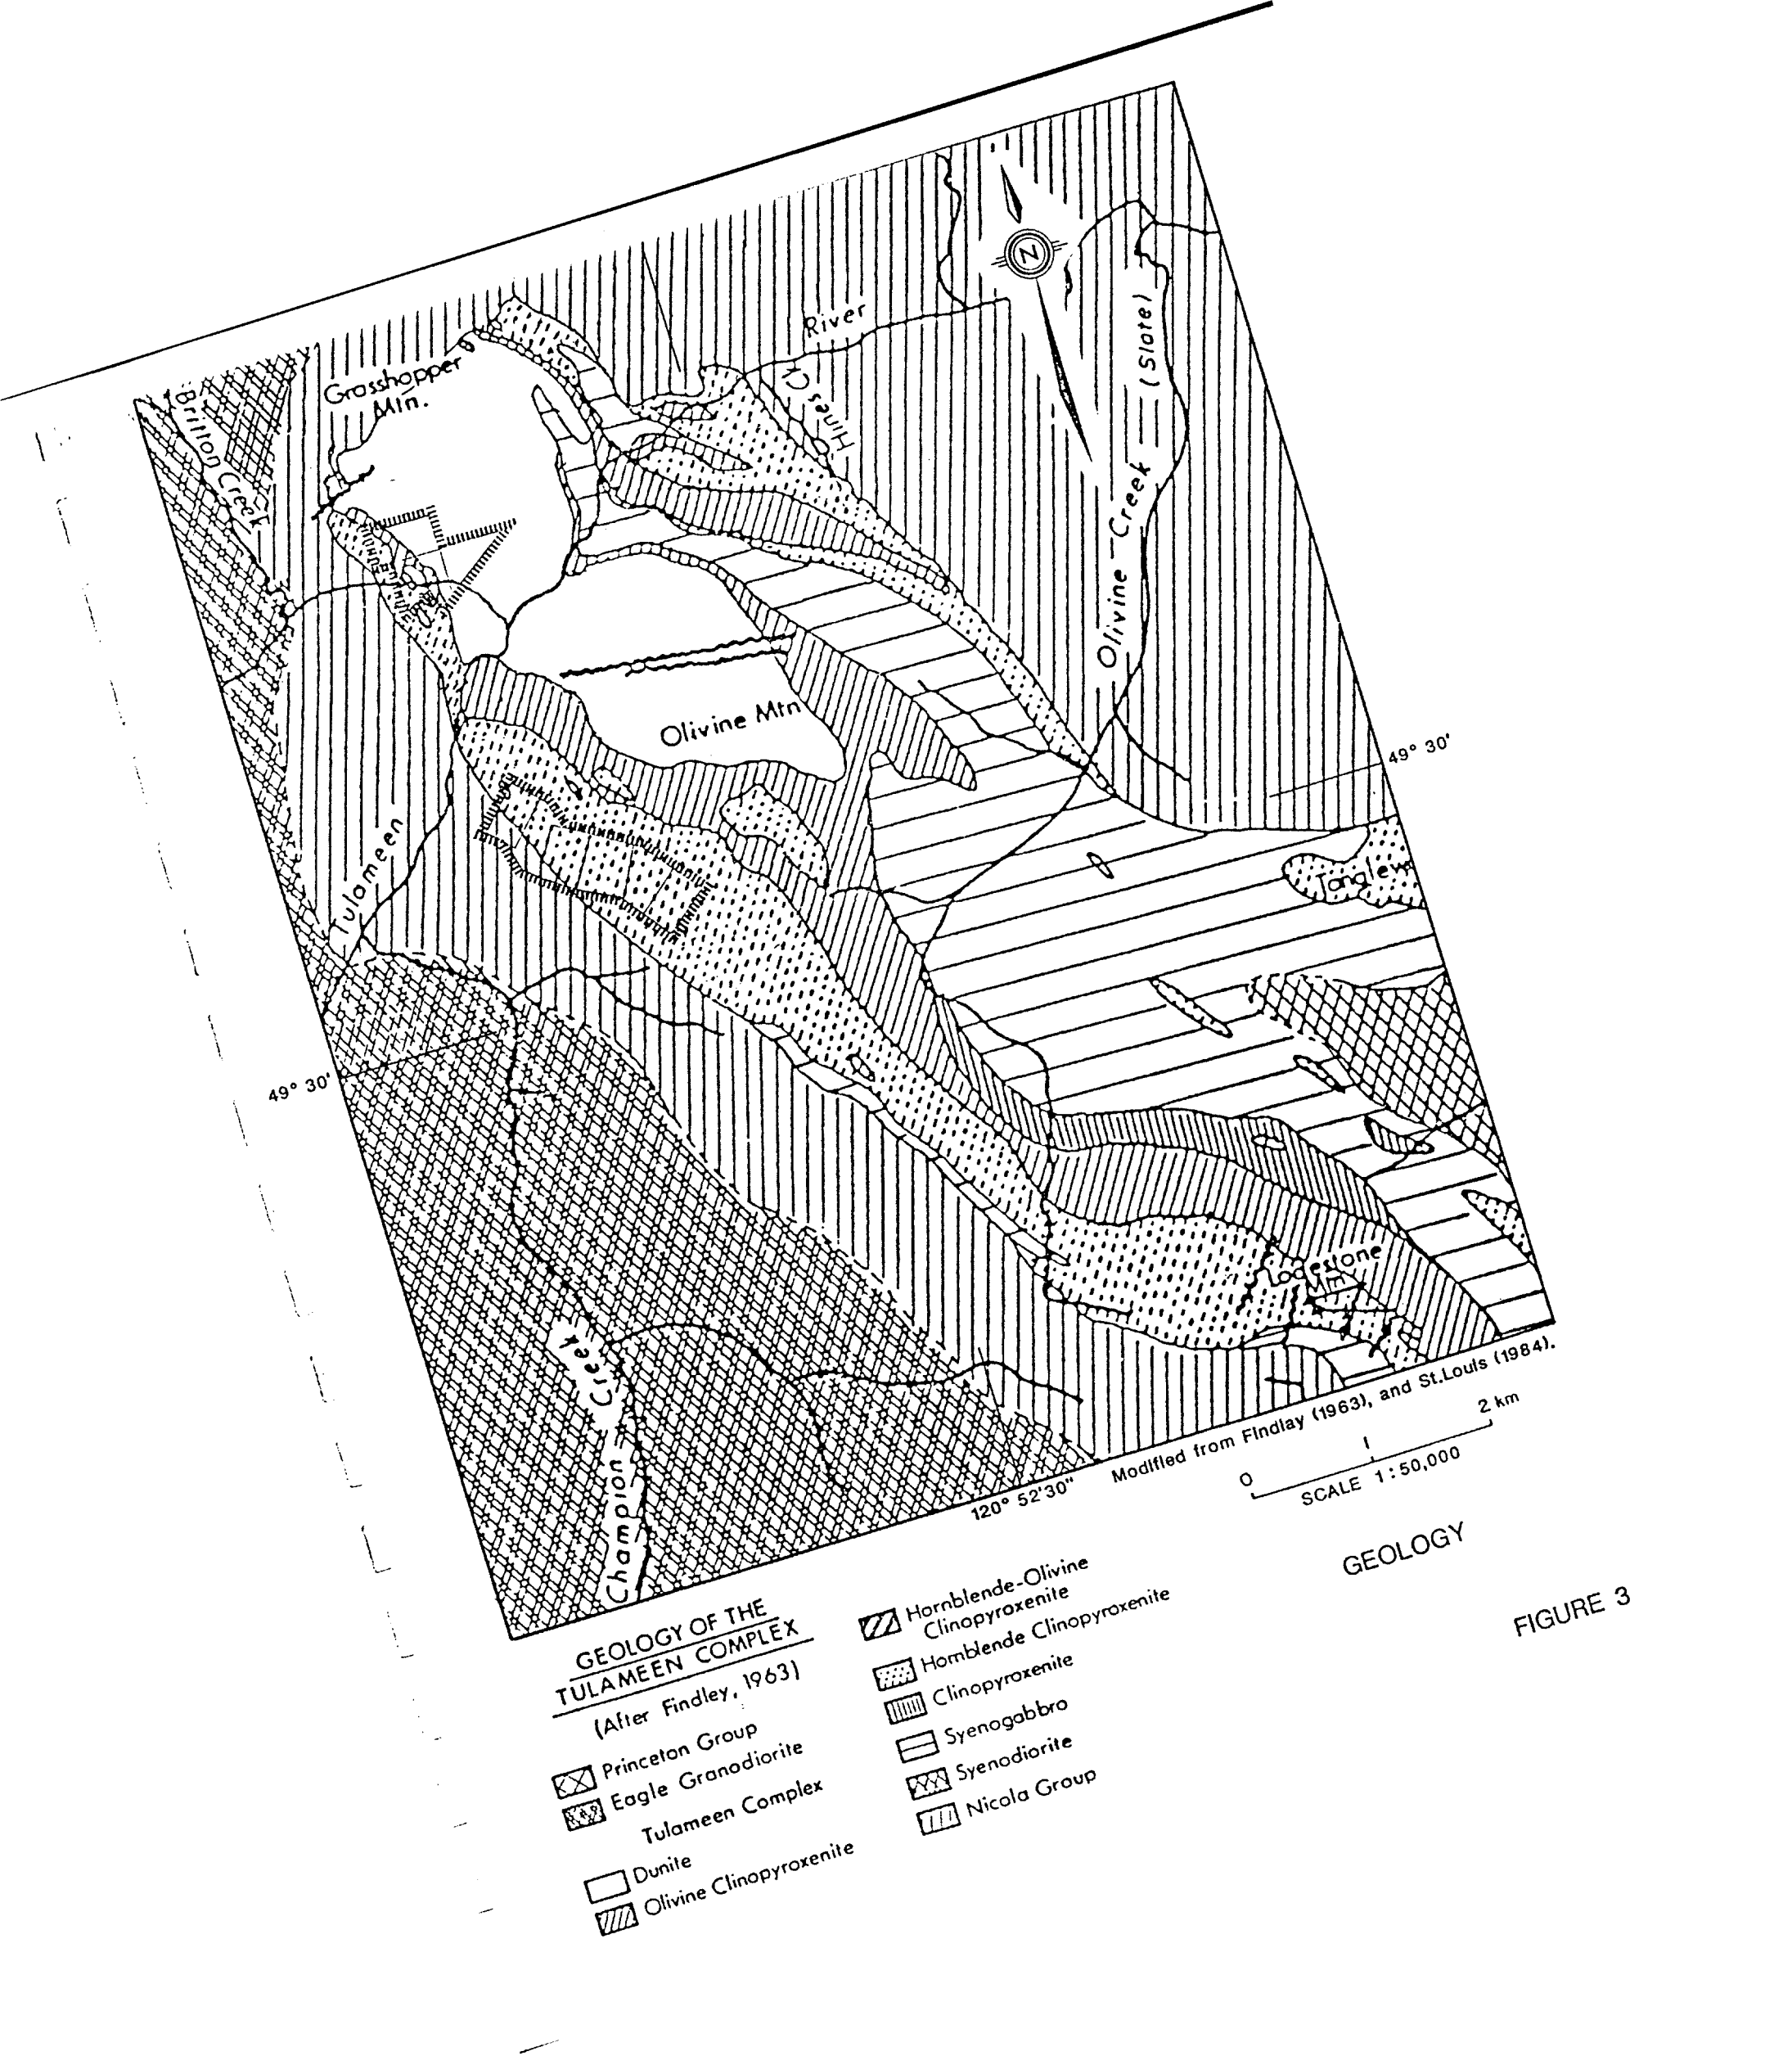 Grasshopper
Mtn.
Britton Creek
River
Hines Ck
N
Olivine Creek (Slate)
Olivine Mtn
49° 30'
Tulameen
49° 30'
Lodestone
Mtn
Champion Creek
120° 52'30"
Modified from Findlay (1963), and St.Louis (1984).
0 1 2 km
SCALE 1:50,000
GEOLOGY
FIGURE 3
GEOLOGY OF THE
TULAMEEN COMPLEX
(After Findley, 1963)
Princeton Group
Eagle Granodiorite
Tulameen Complex
Dunite
Olivine Clinopyroxenite
Hornblende-Olivine
Clinopyroxenite
Hornblende Clinopyroxenite
Clinopyroxenite
Syenogabbro
Syenodiorite
Nicola Group